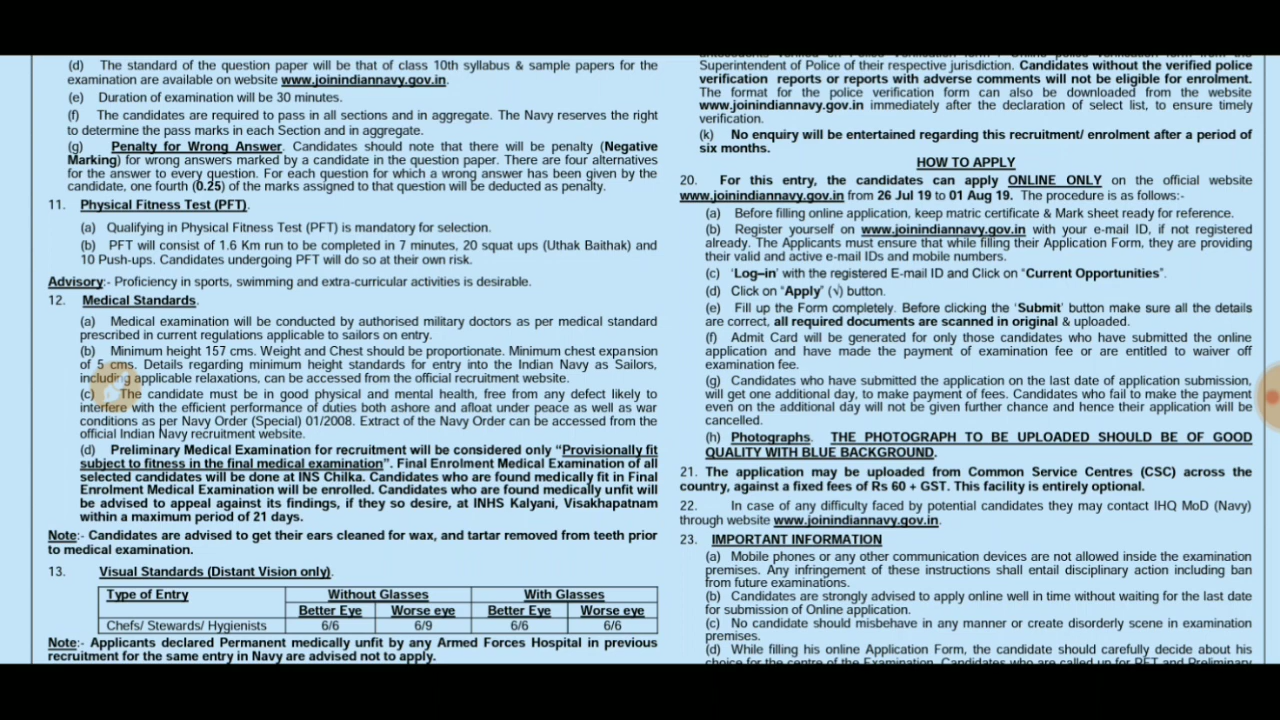 (d) The standard of the question paper will be that of class 10th syllabus & sample papers for the
examination are available on website www.joinindiannavy.gov.in.
(e) Duration of examination will be 30 minutes.
(f) The candidates are required to pass in all sections and in aggregate. The Navy reserves the right
to determine the pass marks in each Section and in aggregate.
(g) Penalty for Wrong Answer. Candidates should note that there will be penalty (Negative
Marking) for wrong answers marked by a candidate in the question paper. There are four alternatives
for the answer to every question. For each question for which a wrong answer has been given by the
candidate, one fourth (0.25) of the marks assigned to that question will be deducted as penalty.
11. Physical Fitness Test (PFT).
(a) Qualifying in Physical Fitness Test (PFT) is mandatory for selection.
(b) PFT will consist of 1.6 Km run to be completed in 7 minutes, 20 squat ups (Uthak Baithak) and
10 Push-ups. Candidates undergoing PFT will do so at their own risk.
Advisory:- Proficiency in sports, swimming and extra-curricular activities is desirable.
12. Medical Standards.
(a) Medical examination will be conducted by authorised military doctors as per medical standard
prescribed in current regulations applicable to sailors on entry.
(b) Minimum height 157 cms. Weight and Chest should be proportionate. Minimum chest expansion
of 5 cms. Details regarding minimum height standards for entry into the Indian Navy as Sailors,
including applicable relaxations, can be accessed from the official recruitment website.
(c) The candidate must be in good physical and mental health, free from any defect likely to
interfere with the efficient performance of duties both ashore and afloat under peace as well as war
conditions as per Navy Order (Special) 01/2008. Extract of the Navy Order can be accessed from the
official Indian Navy recruitment website.
(d) Preliminary Medical Examination for recruitment will be considered only “Provisionally fit
subject to fitness in the final medical examination”. Final Enrolment Medical Examination of all
selected candidates will be done at INS Chilka. Candidates who are found medically fit in Final
Enrolment Medical Examination will be enrolled. Candidates who are found medically unfit will
be advised to appeal against its findings, if they so desire, at INHS Kalyani, Visakhapatnam
within a maximum period of 21 days.
Note:- Candidates are advised to get their ears cleaned for wax, and tartar removed from teeth prior
to medical examination.
13. Visual Standards (Distant Vision only).
Type of Entry Without Glasses With Glasses
Better Eye Worse eye Better Eye Worse eye
Chefs/ Stewards/ Hygienists 6/6 6/9 6/6 6/6
Note:- Applicants declared Permanent medically unfit by any Armed Forces Hospital in previous
recruitment for the same entry in Navy are advised not to apply.
Superintendent of Police of their respective jurisdiction. Candidates without the verified police
verification reports or reports with adverse comments will not be eligible for enrolment.
The format for the police verification form can also be downloaded from the website
www.joinindiannavy.gov.in immediately after the declaration of select list, to ensure timely
verification.
(k) No enquiry will be entertained regarding this recruitment/ enrolment after a period of
six months.
HOW TO APPLY
20. For this entry, the candidates can apply ONLINE ONLY on the official website
www.joinindiannavy.gov.in from 26 Jul 19 to 01 Aug 19. The procedure is as follows:-
(a) Before filling online application, keep matric certificate & Mark sheet ready for reference.
(b) Register yourself on www.joinindiannavy.gov.in with your e-mail ID, if not registered
already. The Applicants must ensure that while filling their Application Form, they are providing
their valid and active e-mail IDs and mobile numbers.
(c) ‘Log–in’ with the registered E-mail ID and Click on “Current Opportunities”.
(d) Click on “Apply” (√) button.
(e) Fill up the Form completely. Before clicking the ‘Submit’ button make sure all the details
are correct, all required documents are scanned in original & uploaded.
(f) Admit Card will be generated for only those candidates who have submitted the online
application and have made the payment of examination fee or are entitled to waiver off
examination fee.
(g) Candidates who have submitted the application on the last date of application submission,
will get one additional day, to make payment of fees. Candidates who fail to make the payment
even on the additional day will not be given further chance and hence their application will be
cancelled.
(h) Photographs. THE PHOTOGRAPH TO BE UPLOADED SHOULD BE OF GOOD
QUALITY WITH BLUE BACKGROUND.
21. The application may be uploaded from Common Service Centres (CSC) across the
country, against a fixed fees of Rs 60 + GST. This facility is entirely optional.
22. In case of any difficulty faced by potential candidates they may contact IHQ MoD (Navy)
through website www.joinindiannavy.gov.in.
23. IMPORTANT INFORMATION
(a) Mobile phones or any other communication devices are not allowed inside the examination
premises. Any infringement of these instructions shall entail disciplinary action including ban
from future examinations.
(b) Candidates are strongly advised to apply online well in time without waiting for the last date
for submission of Online application.
(c) No candidate should misbehave in any manner or create disorderly scene in examination
premises.
(d) While filling his online Application Form, the candidate should carefully decide about his
choice for the centre of the Examination. Candidates who are called up for PFT and Preliminary